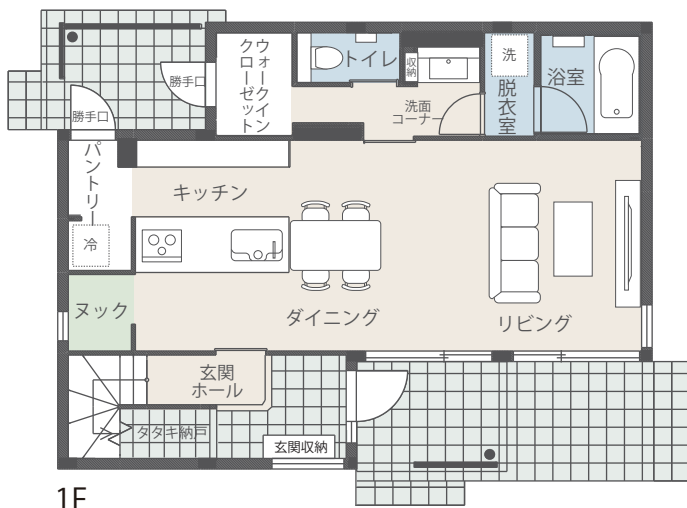 勝手口
勝手口
ウォークイン
クローゼット
トイレ
収納
洗面
コーナー
洗
脱衣室
浴室
パントリー
キッチン
冷
ヌック
ダイニング
リビング
玄関
ホール
タタキ納戸
玄関収納
1F